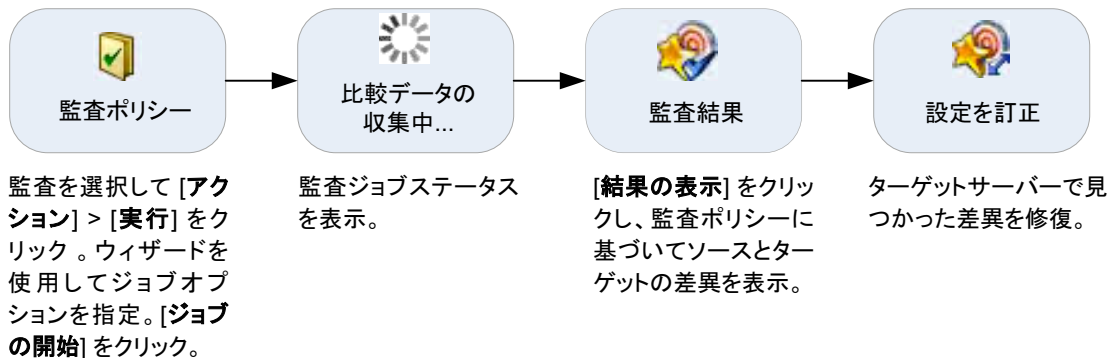 監査ポリシー
比較データの
収集中...
監査結果
設定を訂正
監査を選択して [アク
ション] > [実行] をク
リック 。ウィザードを
使用してジョブオプ
ションを指定。[ジョブ
の開始] をクリック。
監査ジョブステータス
を表示。
[結果の表示] をクリッ
クし、監査ポリシーに
基づいてソースとター
ゲットの差異を表示。
ターゲットサーバーで見
つかった差異を修復。